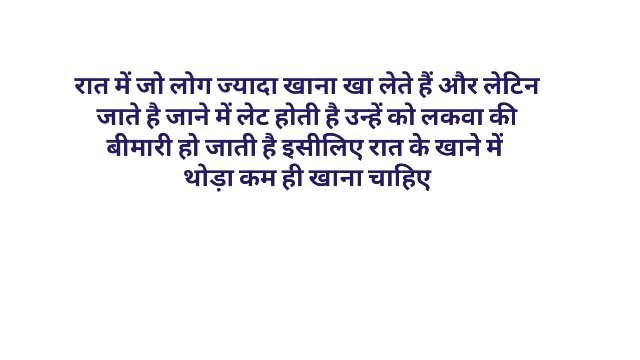 रात में जो लोग ज्यादा खाना खा लेते हैं और लेटिन
जाते है जाने में लेट होती है उन्हें को लकवा की
बीमारी हो जाती है इसीलिए रात के खाने में
थोड़ा कम ही खाना चाहिए